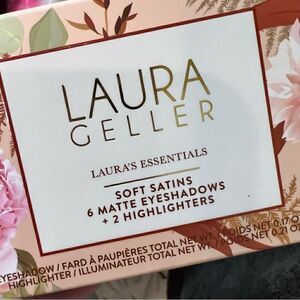 LAURA
GELLER
LAURA'S ESSENTIALS
SOFT SATINS
6 MATTE EYESHADOWS
+ 2 HIGHLIGHTERS
EYESHADOW / FARD À PAUPIÈRES TOTAL NET WT. / POIDS NET 0.17 O
HIGHLIGHTER / ILLUMINATEUR TOTAL NET WT. / POIDS NET 0.21 OZ